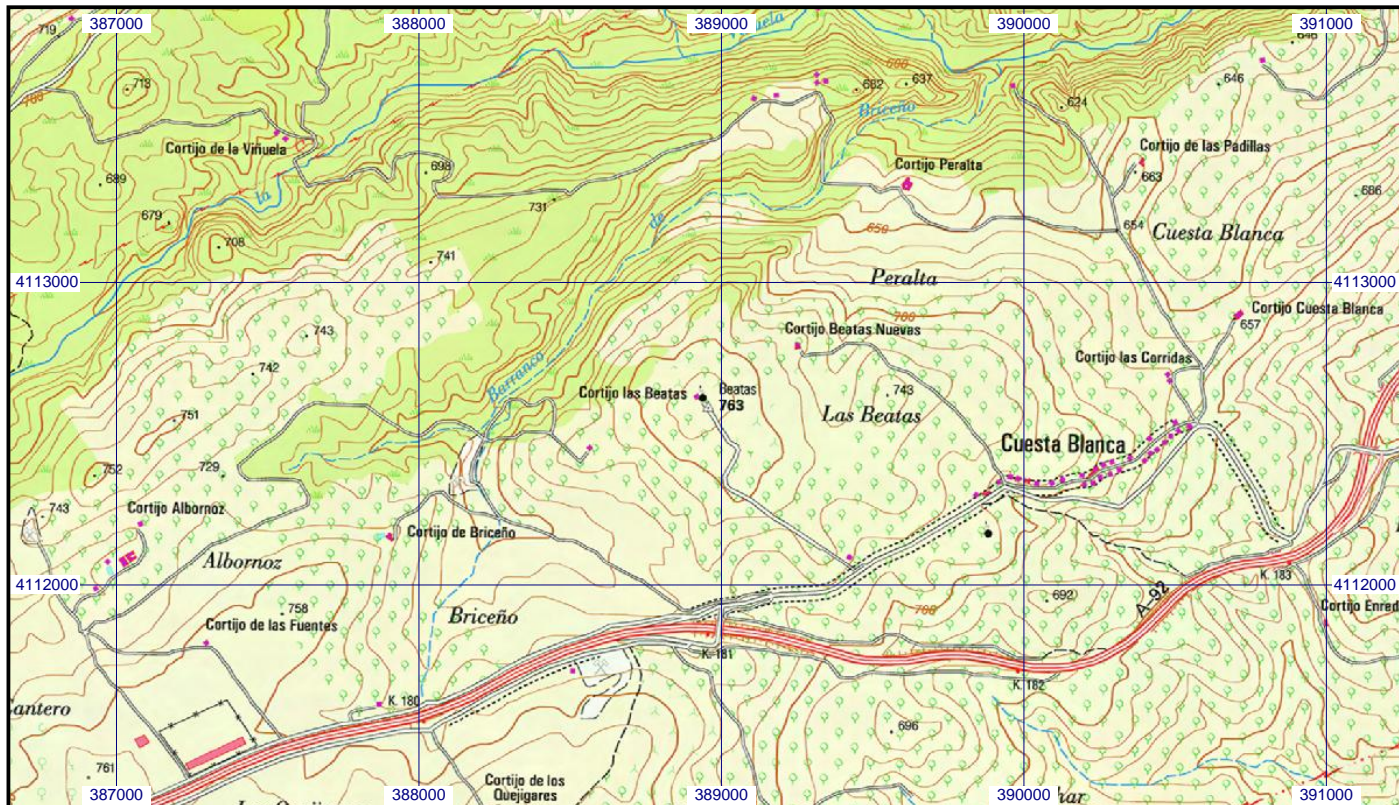 387000 388000 389000 390000 391000
719
713
700
600
682
637
646
646
624
Briceño
Cortijo de la Viñuela
698
Cortijo de las Padillas
Cortijo Peralta
663
689
la
686
679
731
de
654
650
Cuesta Blanca
708
741
4113000 4113000
Peralta
Cortijo Cuesta Blanca
700
657
743
Cortijo Beatas Nuevas
Cortijo las Corridas
742
Barranco
Cortijo las Beatas
Beatas
763
743
Las Beatas
751
Cuesta Blanca
752
729
743
Cortijo Albornoz
Cortijo de Briceño
Albornoz
4112000 4112000
K. 183
A-92
692
758
700
Briceño
Cortijo de las Fuentes
K. 181
K. 182
K. 180
696
761
Cortijo de los
Quejigares
387000 388000 389000 390000 391000